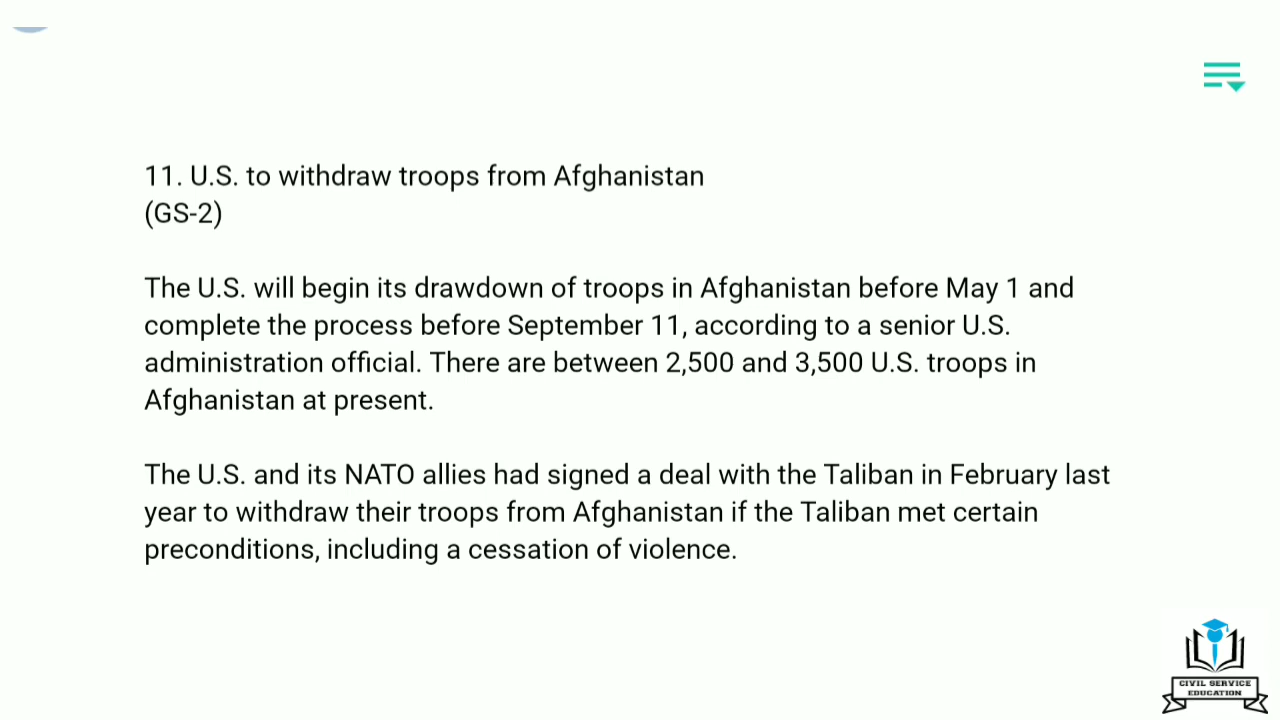 11. U.S. to withdraw troops from Afghanistan
(GS-2)
The U.S. will begin its drawdown of troops in Afghanistan before May 1 and
complete the process before September 11, according to a senior U.S.
administration official. There are between 2,500 and 3,500 U.S. troops in
Afghanistan at present.
The U.S. and its NATO allies had signed a deal with the Taliban in February last
year to withdraw their troops from Afghanistan if the Taliban met certain
preconditions, including a cessation of violence.
CIVIL SERVICE
EDUCATION